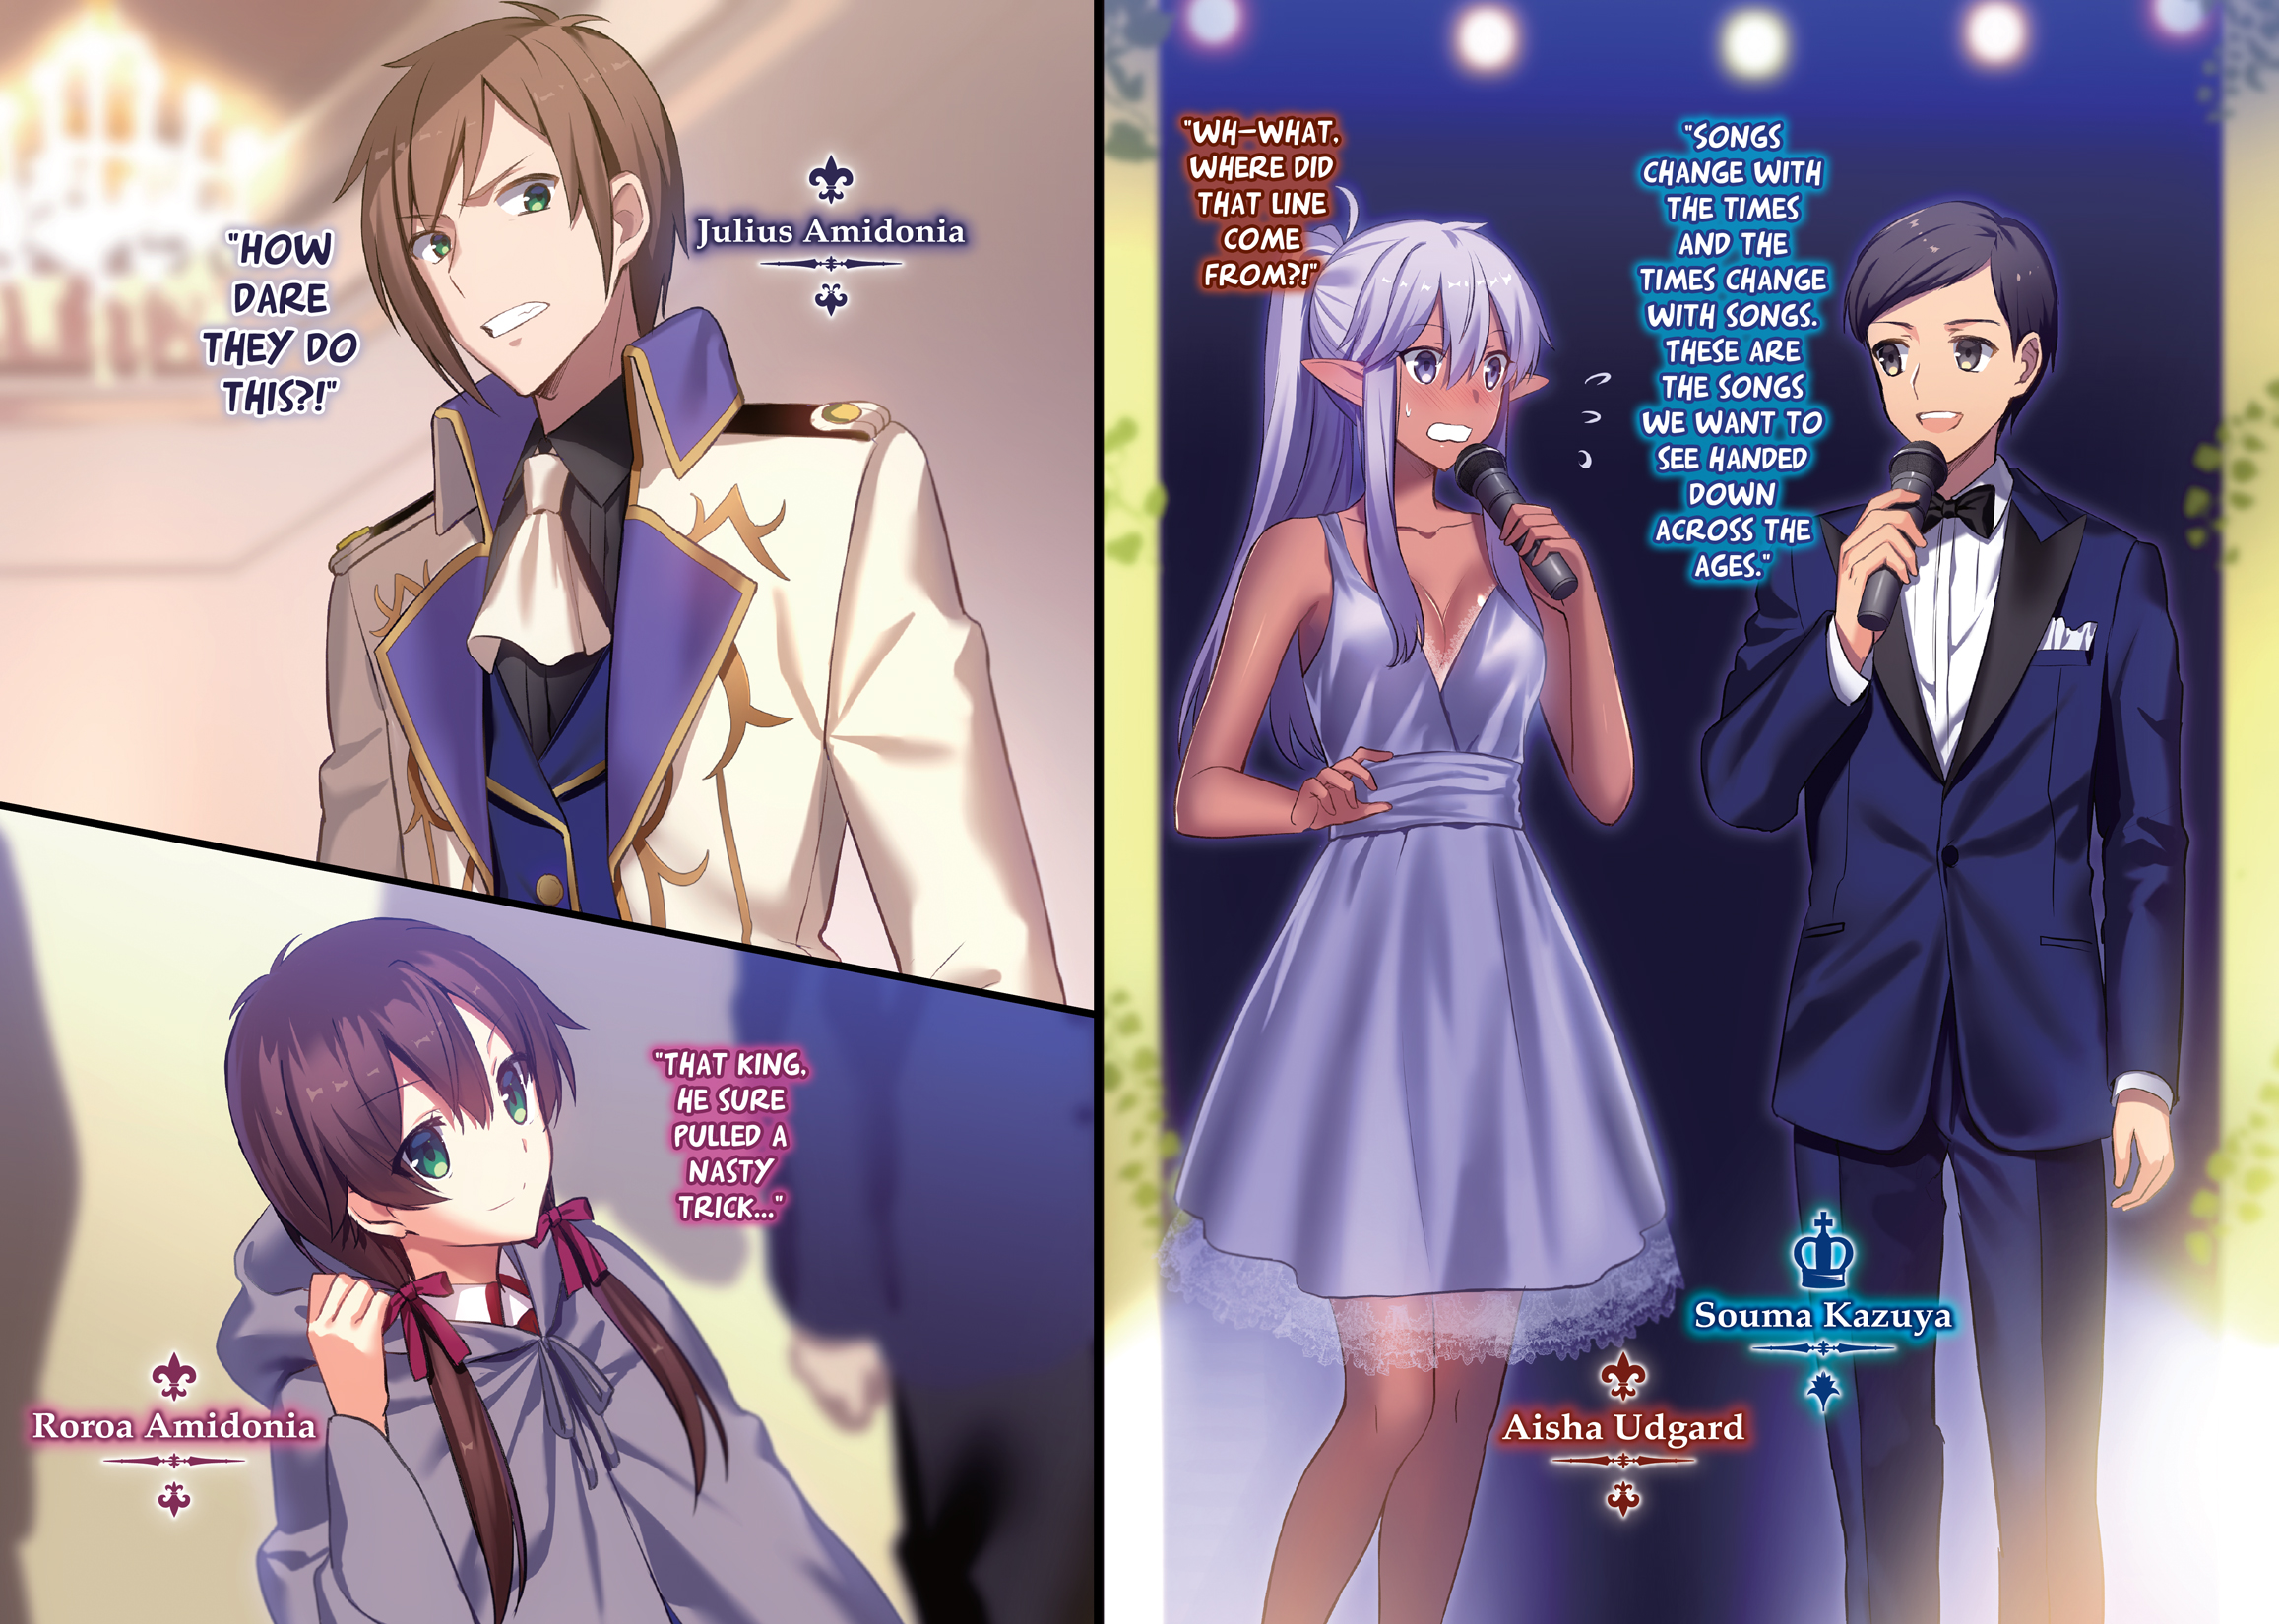 "HOW
DARE
THEY DO
THIS?!"
Julius Amidonia
"THAT KING,
HE SURE
PULLED A
NASTY
TRICK..."
Roroa Amidonia
"WH-WHAT,
WHERE DID
THAT LINE
COME
FROM?!"
"SONGS
CHANGE WITH
THE TIMES
AND THE
TIMES CHANGE
WITH SONGS.
THESE ARE
THE SONGS
WE WANT TO
SEE HANDED
DOWN
ACROSS THE
AGES."
Souma Kazuya
Aisha Udgard